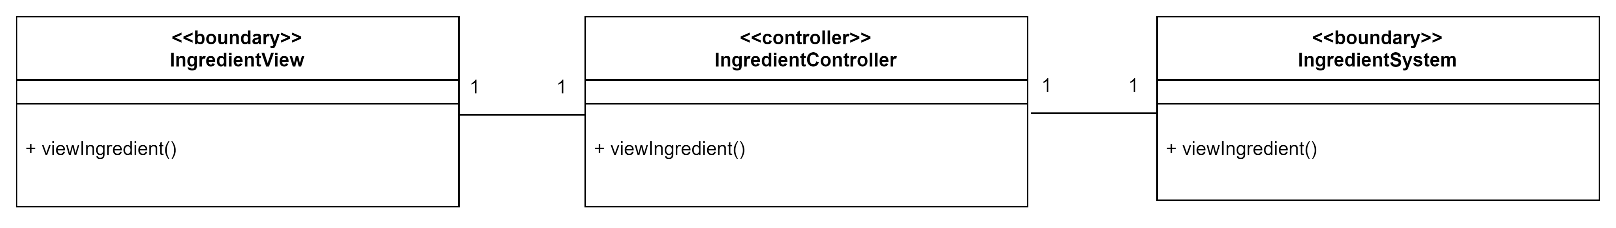 <<boundary>>
IngredientView
+ viewIngredient()
1
1
<<controller>>
IngredientController
+ viewIngredient()
1
1
<<boundary>>
IngredientSystem
+ viewIngredient()